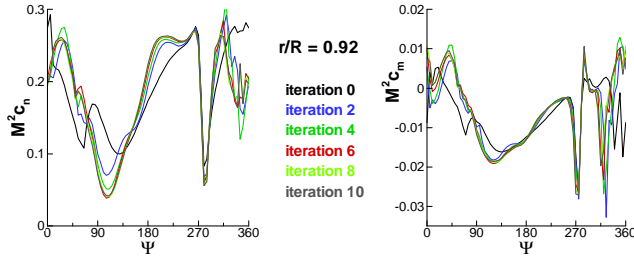 0.3
0.2
0.1
0
M²cₙ
0 90 180 270 360
Ψ
r/R = 0.92
iteration 0
iteration 2
iteration 4
iteration 6
iteration 8
iteration 10
0.02
0.01
0.00
-0.01
-0.02
-0.03
M²cₘ
0 90 180 270 360
Ψ